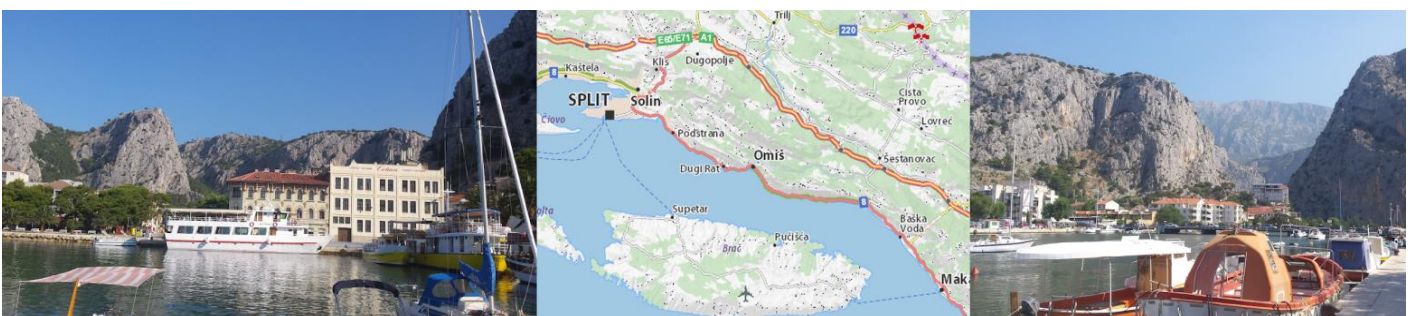 Trilj
220
E65/E71 A1
Klis
Dugopolje
8
Kaštela
SPLIT
Solin
Čiovo
Cista
Provo
Lovreć
Podstrana
Omiš
Šestanovac
Dugi Rat
Supetar
8
Baška
Voda
olta
Brač
Pučišća
Mak